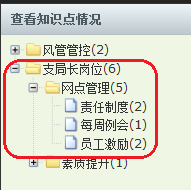 查看知识点情况
风管管控(2)
支局长岗位(6)
网点管理(5)
责任制度(2)
每周例会(1)
员工激励(2)
素质提升(1)